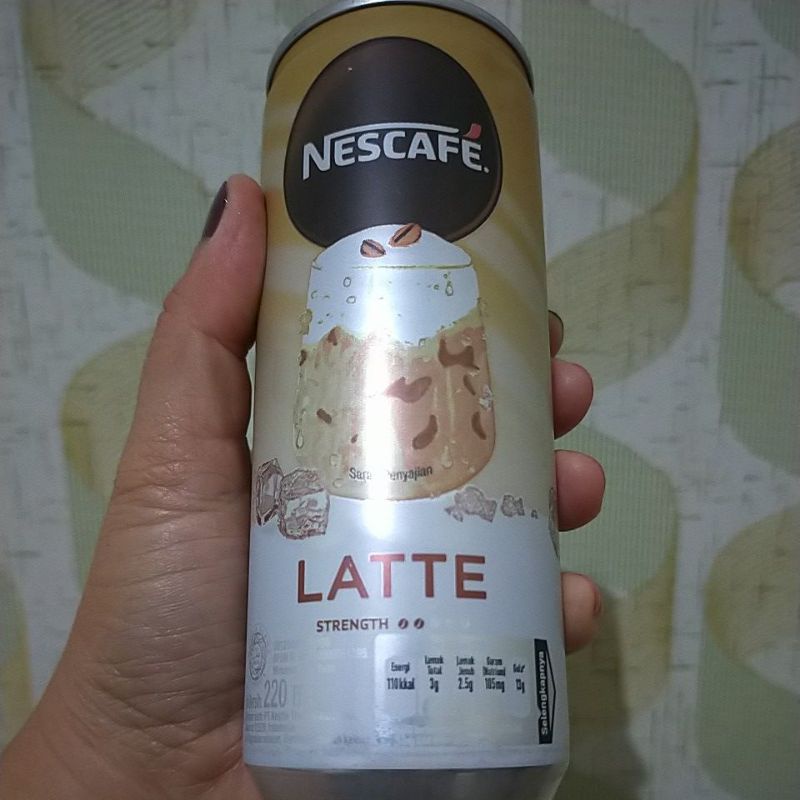 NESCAFÉ.
Saran Penyajian
LATTE
STRENGTH
Energi
110 kkal
Lemak
Total
3g
Lemak
Jenuh
2.5g
Garam
(Natrium)
105mg
Gula*
13g
Selengkapnya
220